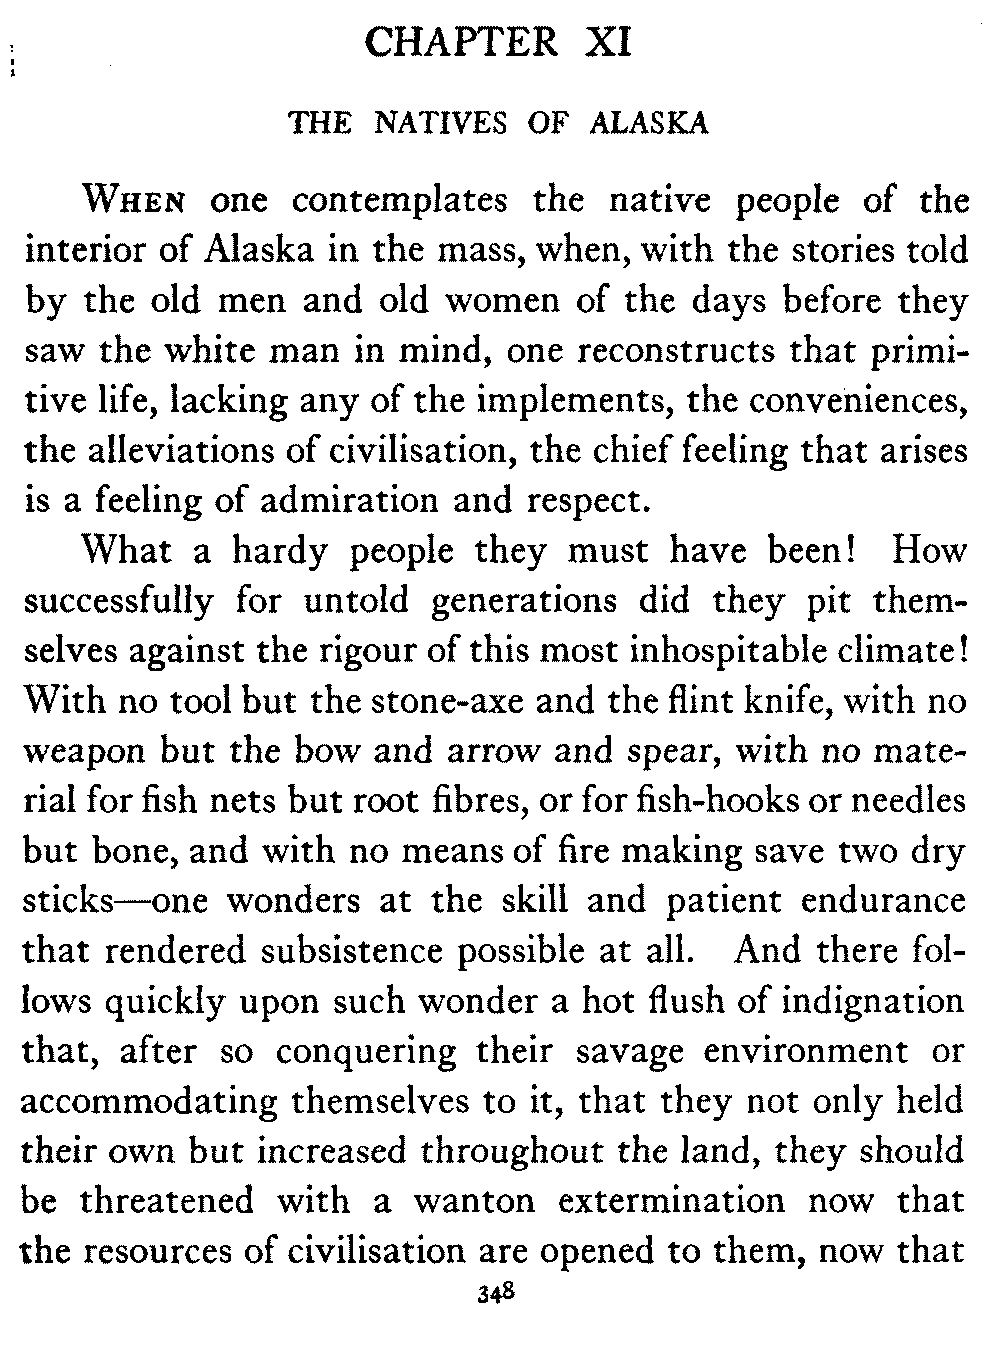 CHAPTER XI
THE NATIVES OF ALASKA
WHEN one contemplates the native people of the
interior of Alaska in the mass, when, with the stories told
by the old men and old women of the days before they
saw the white man in mind, one reconstructs that primi-
tive life, lacking any of the implements, the conveniences,
the alleviations of civilisation, the chief feeling that arises
is a feeling of admiration and respect.
What a hardy people they must have been! How
successfully for untold generations did they pit them-
selves against the rigour of this most inhospitable climate!
With no tool but the stone-axe and the flint knife, with no
weapon but the bow and arrow and spear, with no mate-
rial for fish nets but root fibres, or for fish-hooks or needles
but bone, and with no means of fire making save two dry
sticks—one wonders at the skill and patient endurance
that rendered subsistence possible at all. And there fol-
lows quickly upon such wonder a hot flush of indignation
that, after so conquering their savage environment or
accommodating themselves to it, that they not only held
their own but increased throughout the land, they should
be threatened with a wanton extermination now that
the resources of civilisation are opened to them, now that
348